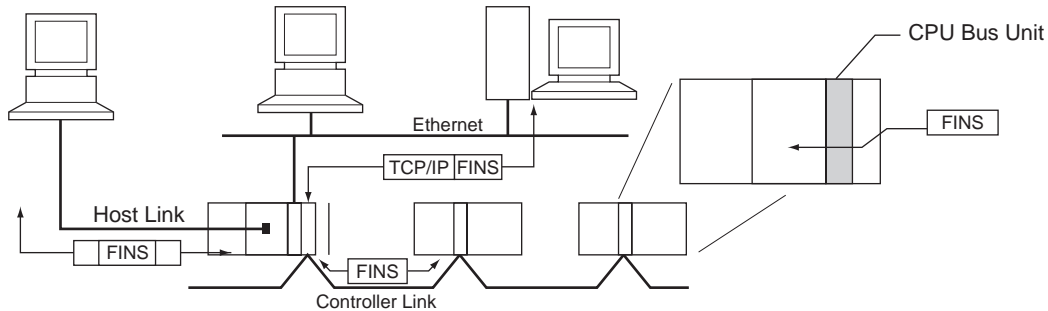 CPU Bus Unit
FINS
Ethernet
TCP/IP FINS
Host Link
FINS
FINS
Controller Link